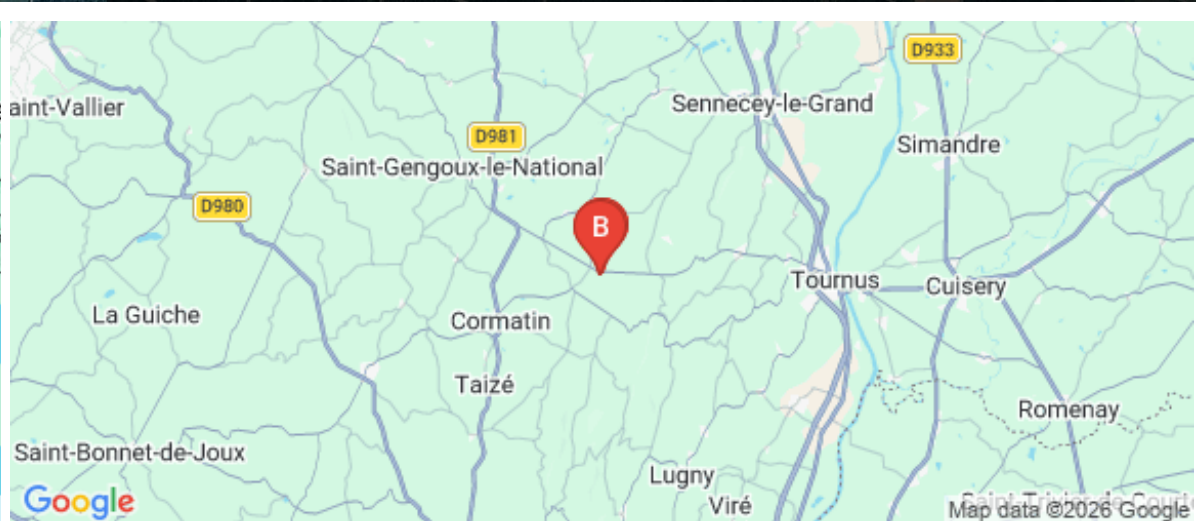 D933
aint-Vallier
Sennecey-le-Grand
D981
Simandre
Saint-Gengoux-le-National
D980
B
Tournus
Cuisery
La Guiche
Cormatin
Taizé
Romenay
Saint-Bonnet-de-Joux
Lugny
Viré
Google
Map data ©2026 Google